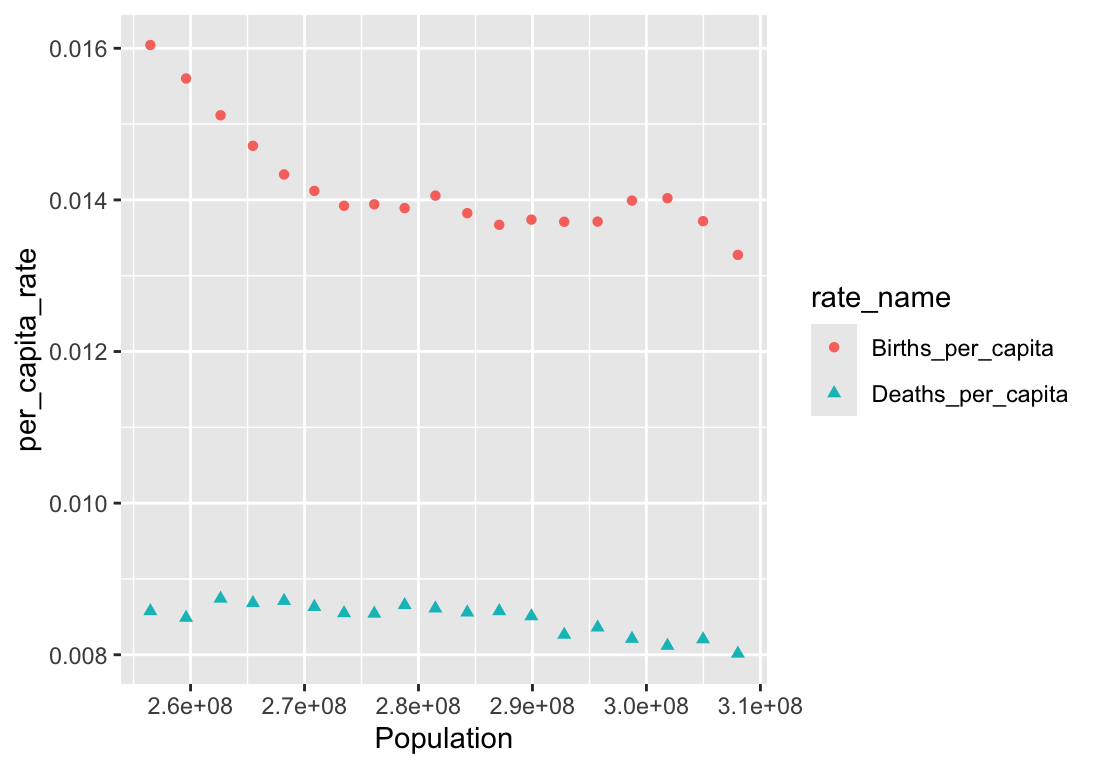 0.016
0.014
0.012
0.010
0.008
per_capita_rate
2.6e+08 2.7e+08 2.8e+08 2.9e+08 3.0e+08 3.1e+08
Population
rate_name
Births_per_capita
Deaths_per_capita